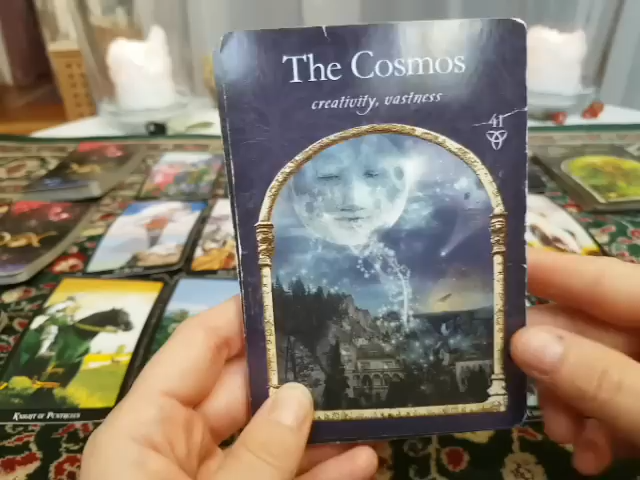 The Cosmos
creativity, vastness
41
Knight of Pentacles